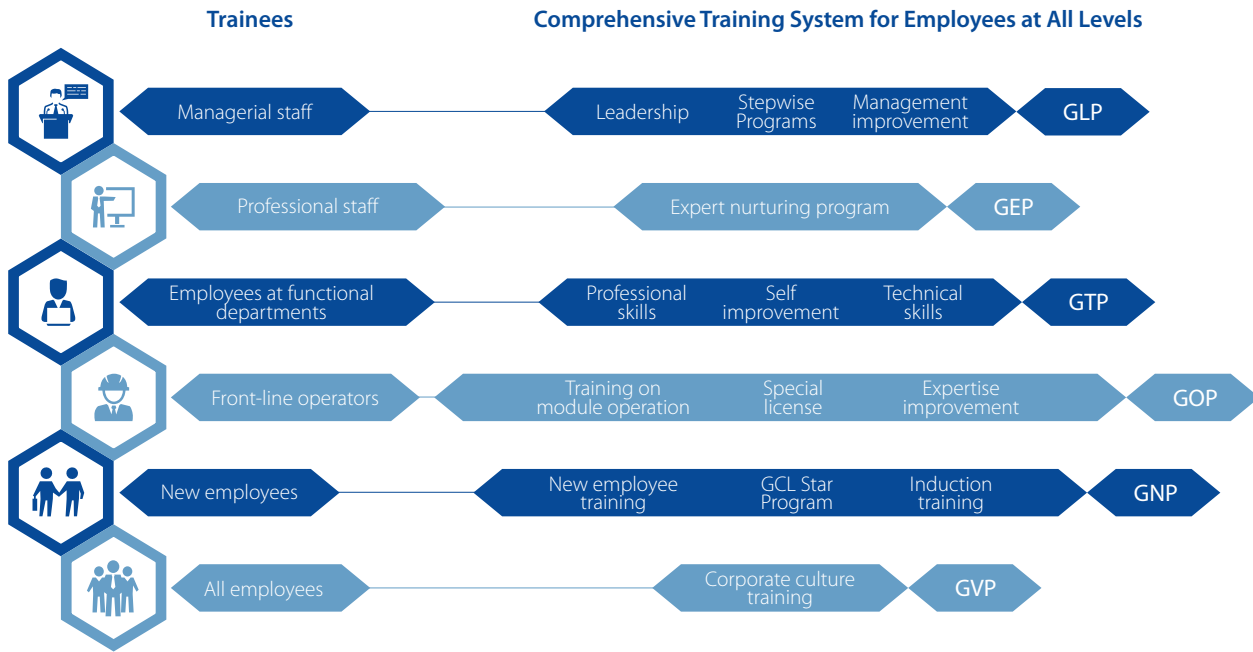 Trainees
Comprehensive Training System for Employees at All Levels
Managerial staff
Leadership
Stepwise
Programs
Management
improvement
GLP
Professional staff
Expert nurturing program
GEP
Employees at functional
departments
Professional
skills
Self
improvement
Technical
skills
GTP
Front-line operators
Training on
module operation
Special
license
Expertise
improvement
GOP
New employees
New employee
training
GCL Star
Program
Induction
training
GNP
All employees
Corporate culture
training
GVP